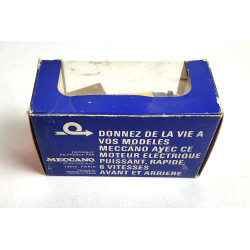 DONNEZ DE LA VIE A
VOS MODELES
MECCANO AVEC CE
MOTEUR ELECTRIQUE
PUISSANT, RAPIDE,
6 VITESSES
AVANT ET ARRIERE
MECCANO